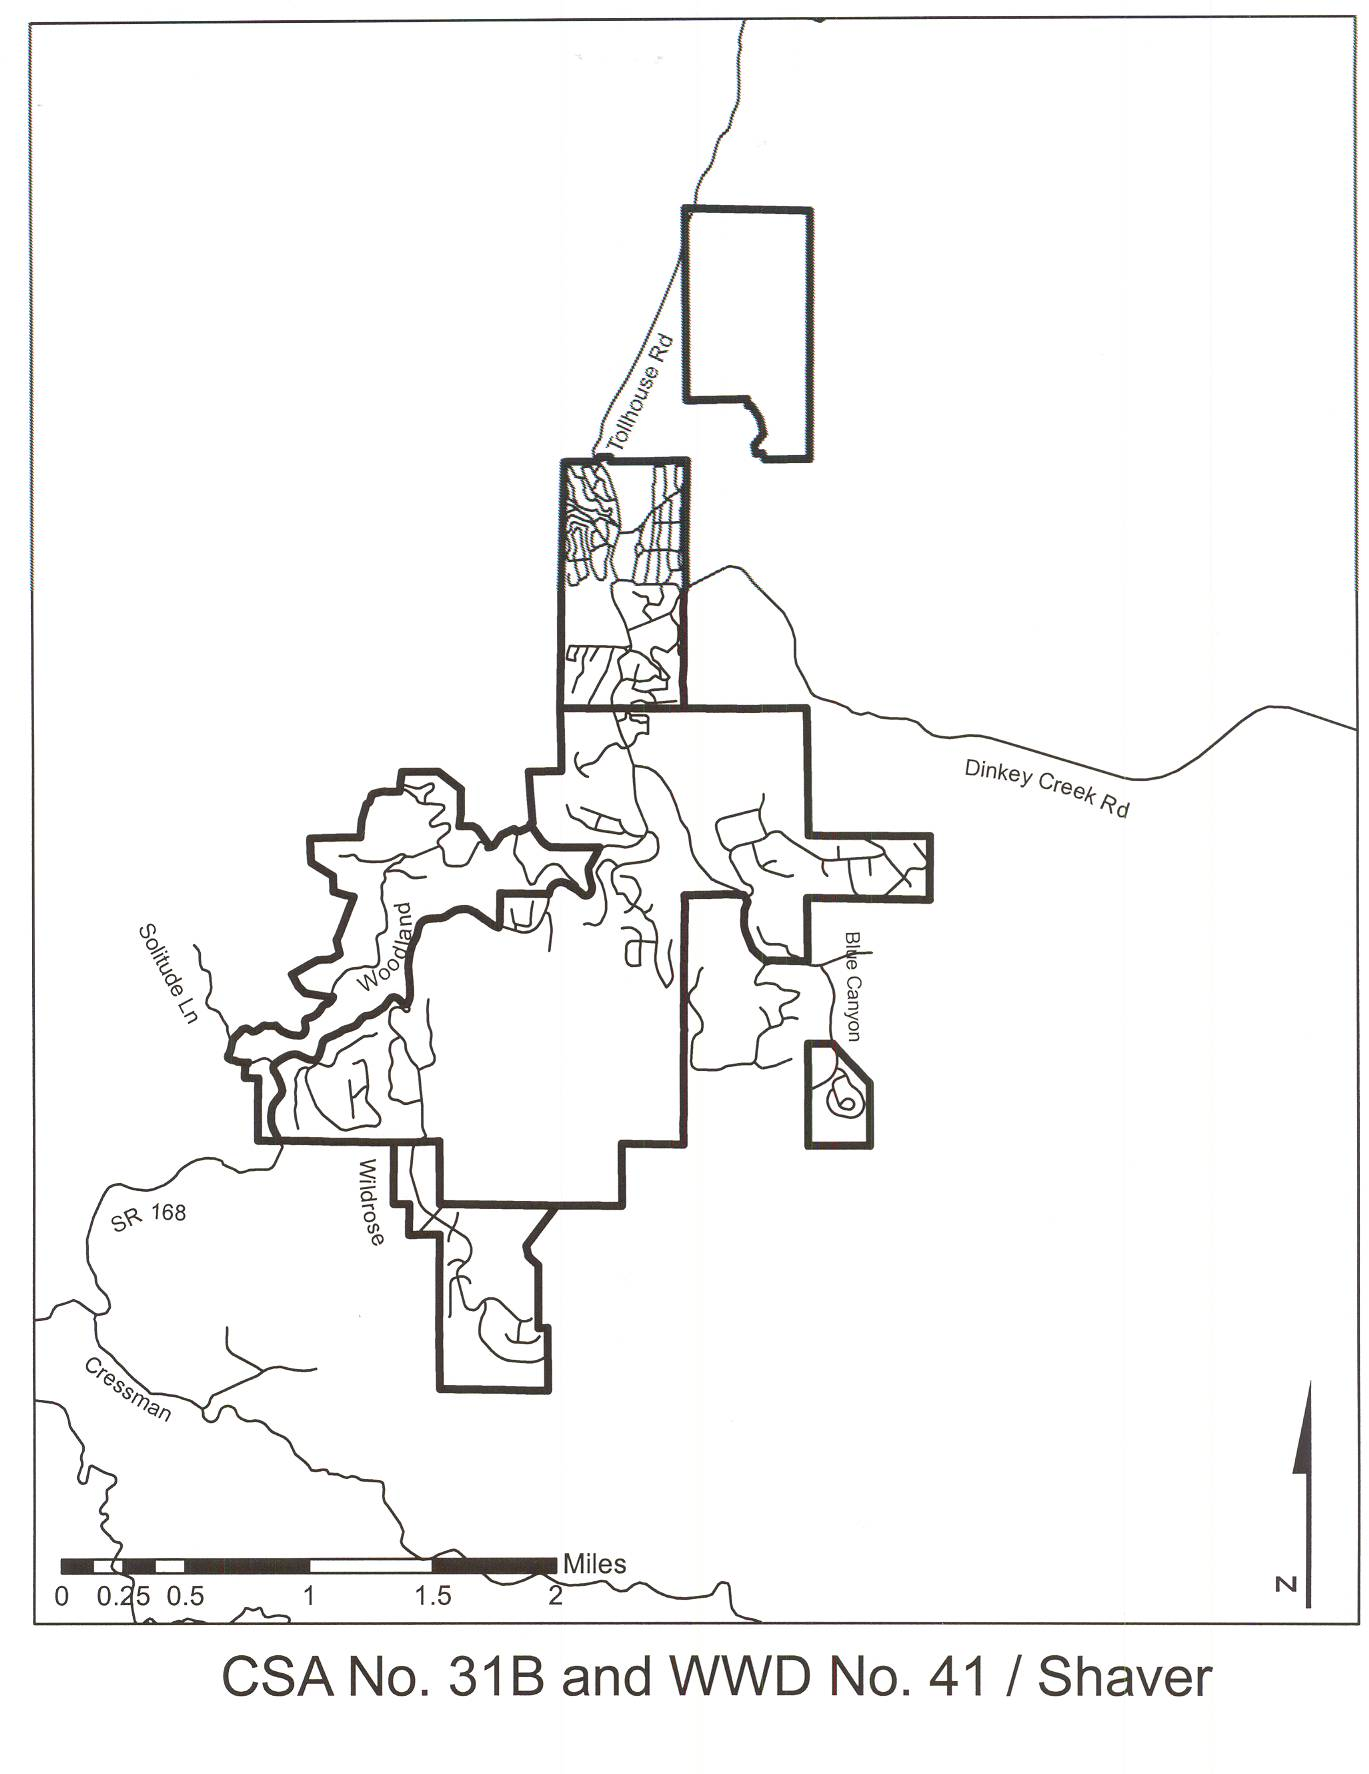 Tollhouse Rd
Dinkey Creek Rd
Woodland
Solitude Ln
Blue Canyon
Wildrose
SR 168
Cressman
Miles
0 0.25 0.5 1 1.5 2
N
CSA No. 31B and WWD No. 41 / Shaver